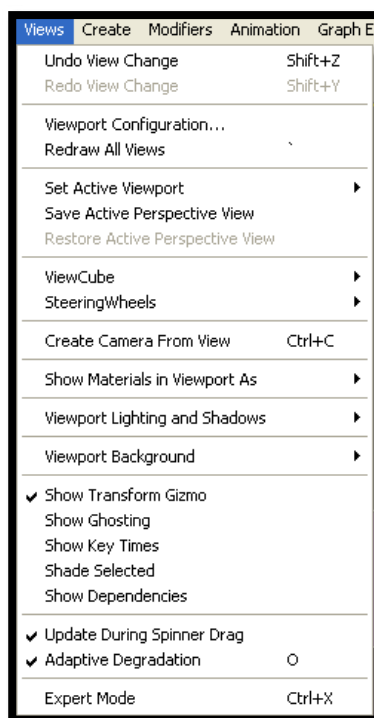 Views Create Modifiers Animation Graph E
Undo View Change Shift+Z
Redo View Change Shift+Y
Viewport Configuration...
Redraw All Views `
Set Active Viewport
Save Active Perspective View
Restore Active Perspective View
ViewCube
SteeringWheels
Create Camera From View Ctrl+C
Show Materials in Viewport As
Viewport Lighting and Shadows
Viewport Background
Show Transform Gizmo
Show Ghosting
Show Key Times
Shade Selected
Show Dependencies
Update During Spinner Drag
Adaptive Degradation O
Expert Mode Ctrl+X